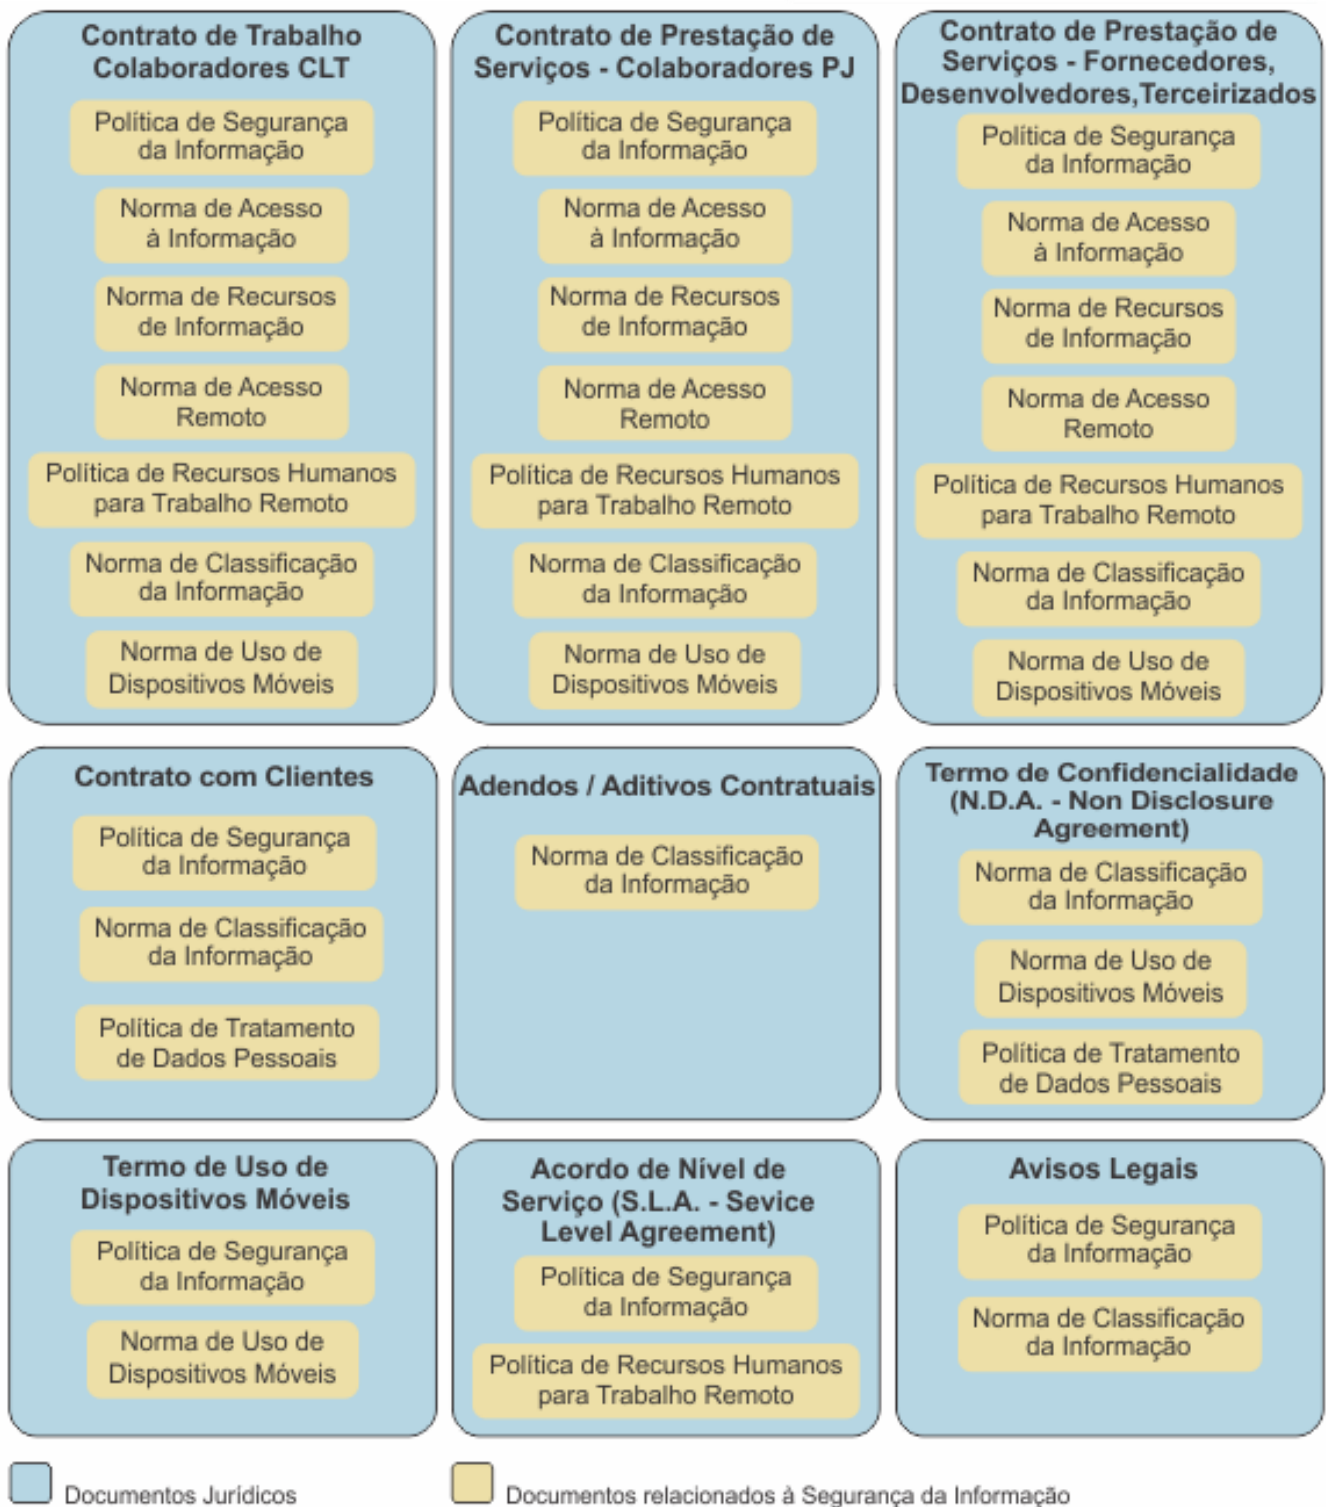 Contrato de Trabalho
Colaboradores CLT
Política de Segurança
da Informação
Norma de Acesso
à Informação
Norma de Recursos
de Informação
Norma de Acesso
Remoto
Política de Recursos Humanos
para Trabalho Remoto
Norma de Classificação
da Informação
Norma de Uso de
Dispositivos Móveis
Contrato de Prestação de
Serviços - Colaboradores PJ
Política de Segurança
da Informação
Norma de Acesso
à Informação
Norma de Recursos
de Informação
Norma de Acesso
Remoto
Política de Recursos Humanos
para Trabalho Remoto
Norma de Classificação
da Informação
Norma de Uso de
Dispositivos Móveis
Contrato de Prestação de
Serviços - Fornecedores,
Desenvolvedores,Terceirizados
Política de Segurança
da Informação
Norma de Acesso
à Informação
Norma de Recursos
de Informação
Norma de Acesso
Remoto
Política de Recursos Humanos
para Trabalho Remoto
Norma de Classificação
da Informação
Norma de Uso de
Dispositivos Móveis
Contrato com Clientes
Política de Segurança
da Informação
Norma de Classificação
da Informação
Política de Tratamento
de Dados Pessoais
Adendos / Aditivos Contratuais
Norma de Classificação
da Informação
Termo de Confidencialidade
(N.D.A. - Non Disclosure
Agreement)
Norma de Classificação
da Informação
Norma de Uso de
Dispositivos Móveis
Política de Tratamento
de Dados Pessoais
Termo de Uso de
Dispositivos Móveis
Política de Segurança
da Informação
Norma de Uso de
Dispositivos Móveis
Acordo de Nível de
Serviço (S.L.A. - Sevice
Level Agreement)
Política de Segurança
da Informação
Política de Recursos Humanos
para Trabalho Remoto
Avisos Legais
Política de Segurança
da Informação
Norma de Classificação
da Informação
Documentos Jurídicos
Documentos relacionados à Segurança da Informação